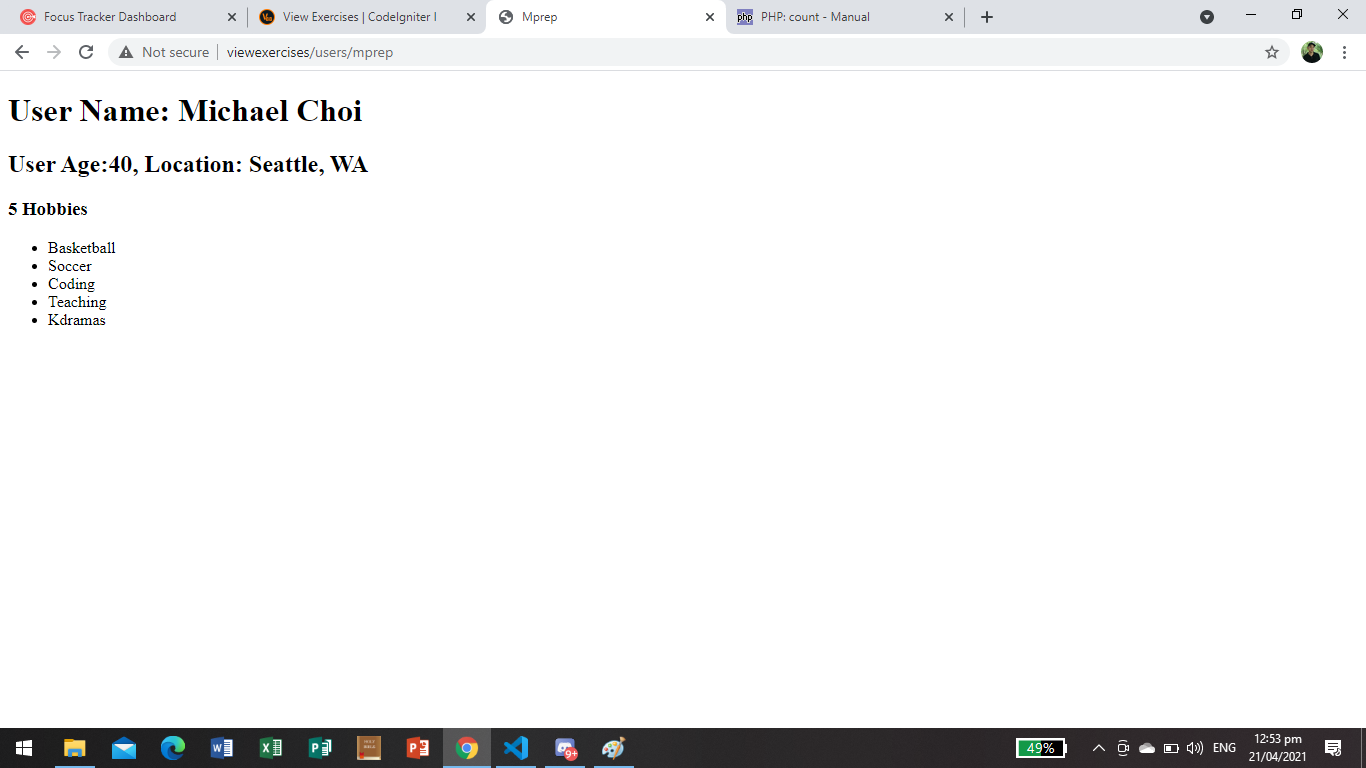 Focus Tracker Dashboard
View Exercises | CodeIgniter I
Mprep
php PHP: count - Manual
Not secure | viewexercises/users/mprep
User Name: Michael Choi
User Age:40, Location: Seattle, WA
5 Hobbies
Basketball
Soccer
Coding
Teaching
Kdramas
49%
ENG
12:53 pm
21/04/2021
9+